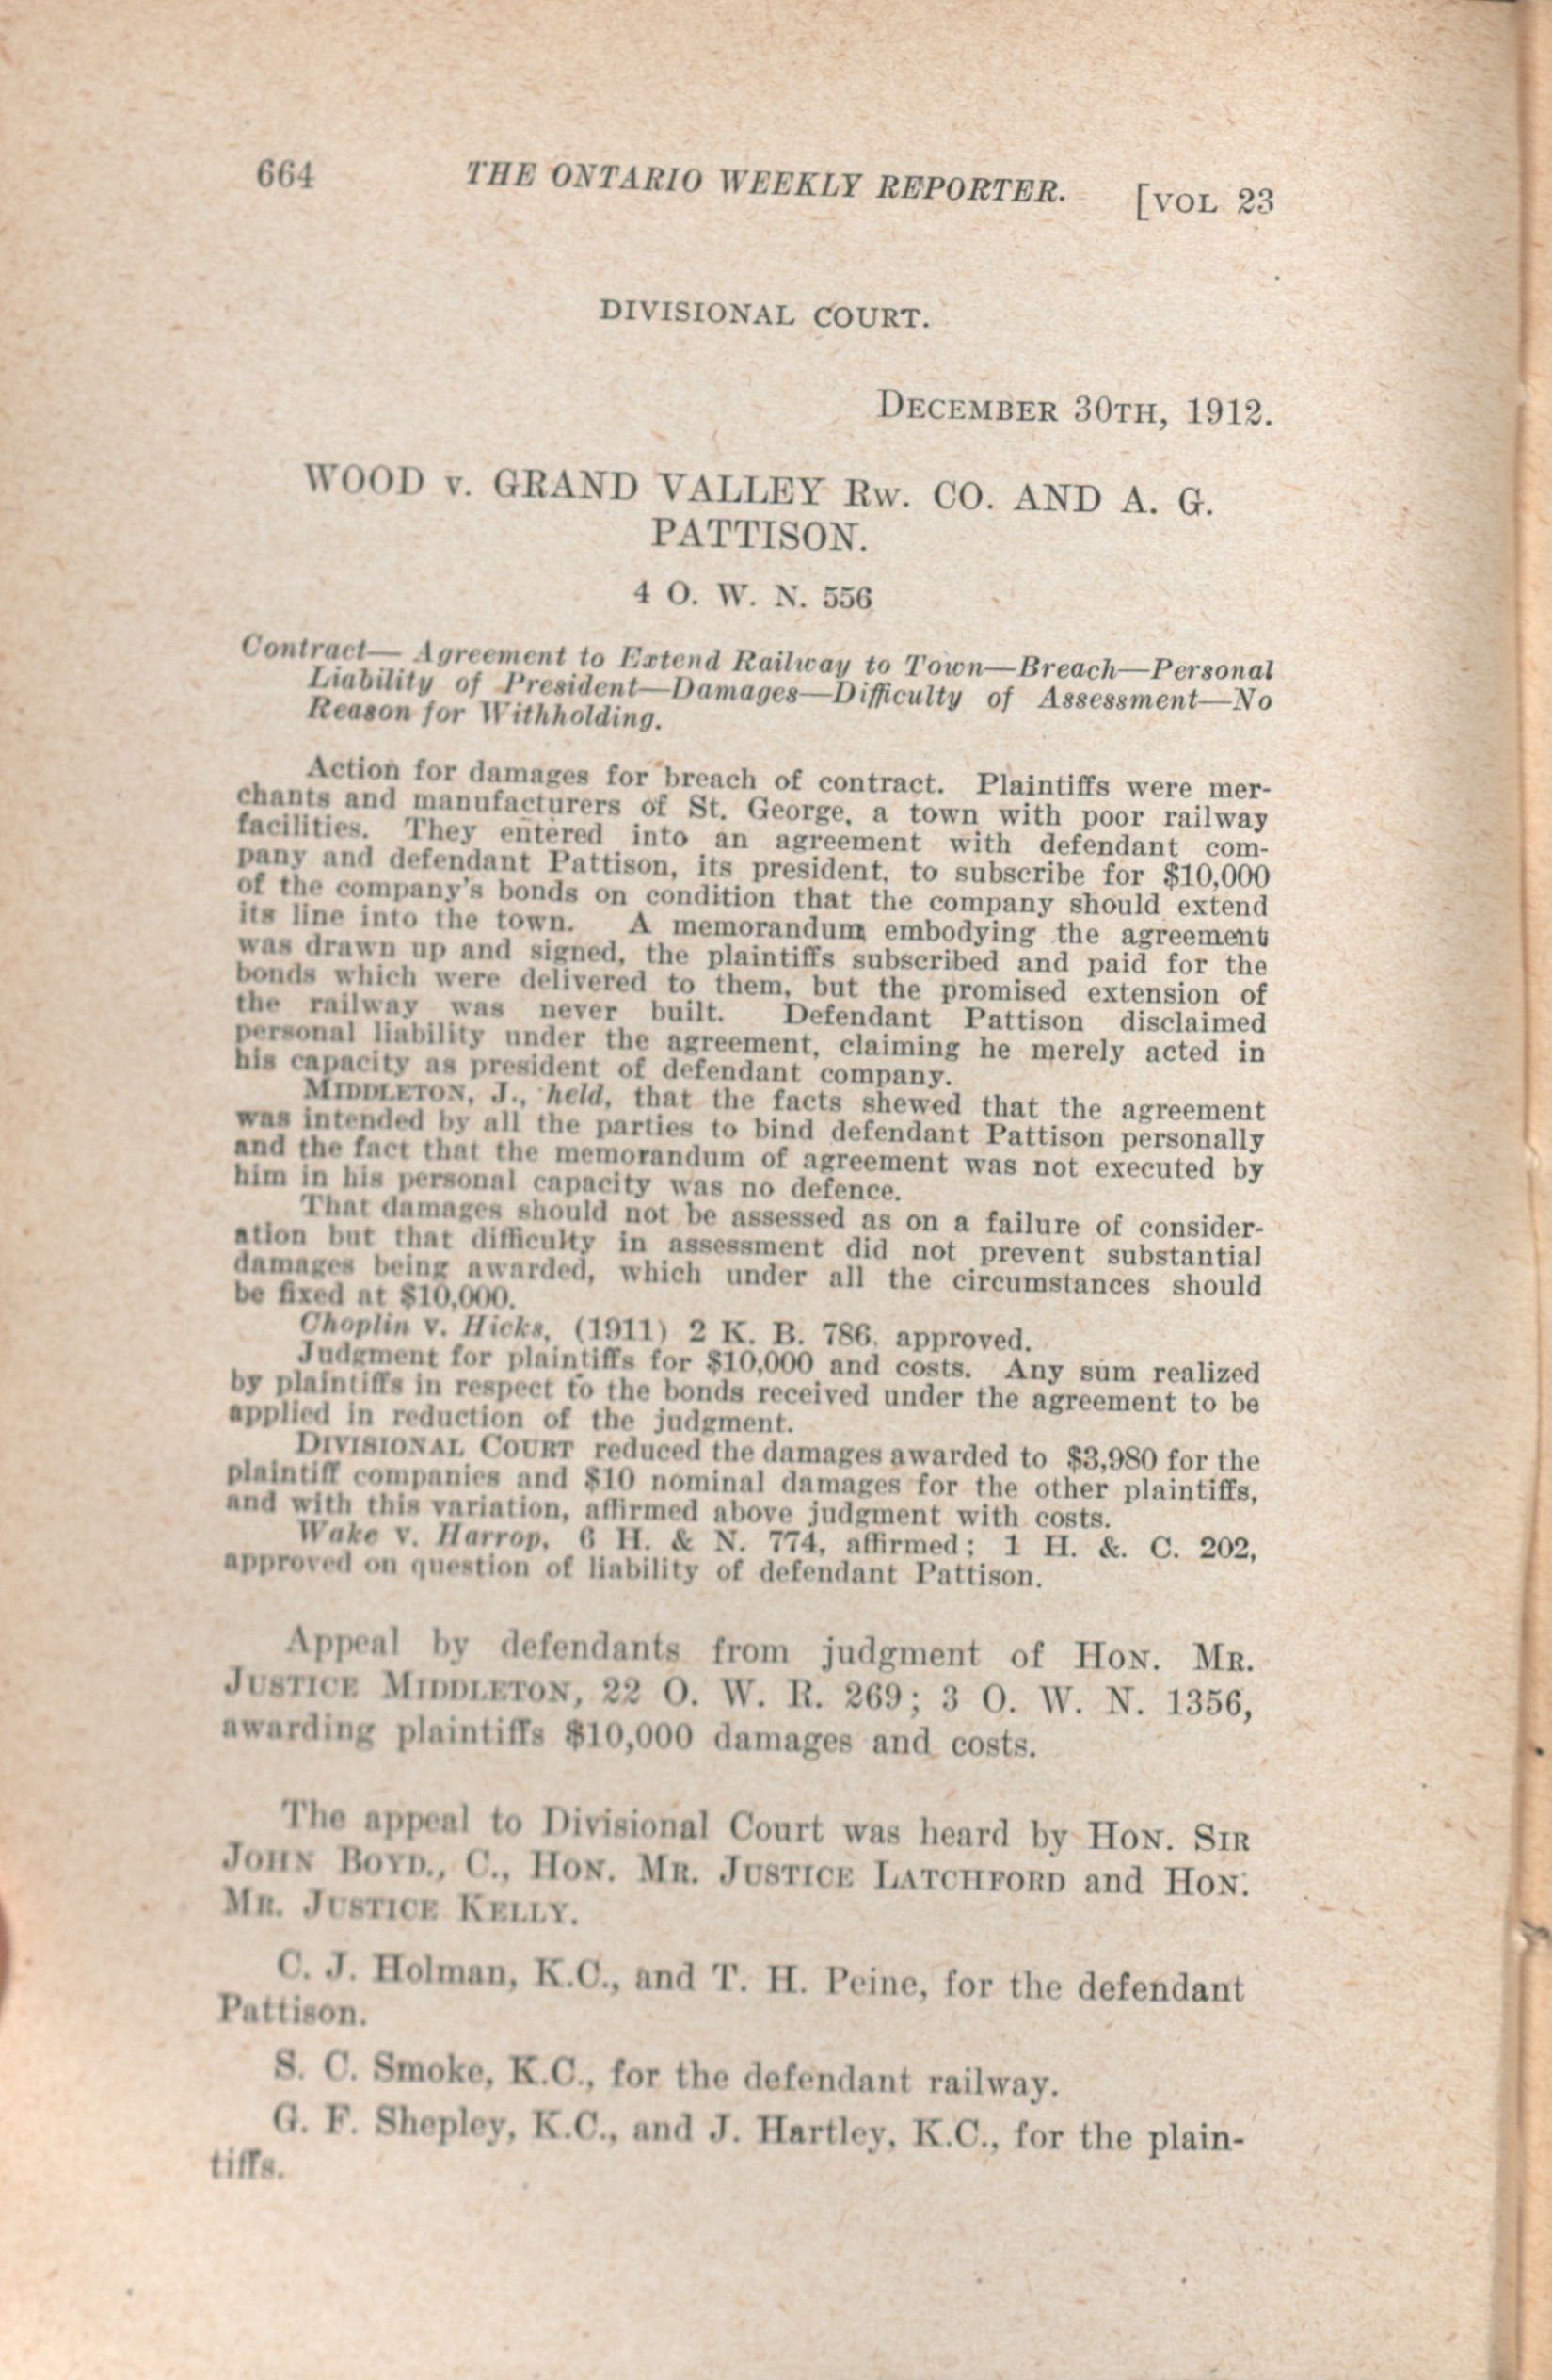 664 THE ONTARIO WEEKLY REPORTER. [VOL 23
DIVISIONAL COURT.
DECEMBER 30TH, 1912.
WOOD v. GRAND VALLEY RW. CO. AND A. G.
PATTISON.
4 O. W. N. 556
Contract— Agreement to Extend Railway to Town—Breach—Personal
Liability of President—Damages—Difficulty of Assessment—No
Reason for Withholding.
Action for damages for breach of contract. Plaintiffs were mer-
chants and manufacturers of St. George, a town with poor railway
facilities. They entered into an agreement with defendant com-
pany and defendant Pattison, its president, to subscribe for $10,000
of the company's bonds on condition that the company should extend
its line into the town. A memorandum embodying the agreement
was drawn up and signed, the plaintiffs subscribed and paid for the
bonds which were delivered to them, but the promised extension of
the railway was never built. Defendant Pattison disclaimed
personal liability under the agreement, claiming he merely acted in
his capacity as president of defendant company.
MIDDLETON, J., held, that the facts shewed that the agreement
was intended by all the parties to bind defendant Pattison personally
and the fact that the memorandum of agreement was not executed by
him in his personal capacity was no defence.
That damages should not be assessed as on a failure of consider-
ation but that difficulty in assessment did not prevent substantial
damages being awarded, which under all the circumstances should
be fixed at $10,000.
Choplin v. Hicks, (1911) 2 K. B. 786, approved.
Judgment for plaintiffs for $10,000 and costs. Any sum realized
by plaintiffs in respect to the bonds received under the agreement to be
applied in reduction of the judgment.
DIVISIONAL COURT reduced the damages awarded to $3,980 for the
plaintiff companies and $10 nominal damages for the other plaintiffs,
and with this variation, affirmed above judgment with costs.
Wake v. Harrop, 6 H. & N. 774, affirmed; 1 H. &. C. 202,
approved on question of liability of defendant Pattison.
Appeal by defendants from judgment of HON. MR.
JUSTICE MIDDLETON, 22 O. W. R. 269; 3 O. W. N. 1356,
awarding plaintiffs $10,000 damages and costs.
The appeal to Divisional Court was heard by HON. SIR
JOHN BOYD., C., HON. MR. JUSTICE LATCHFORD and HON.
MR. JUSTICE KELLY.
C. J. Holman, K.C., and T. H. Peine, for the defendant
Pattison.
S. C. Smoke, K.C., for the defendant railway.
G. F. Shepley, K.C., and J. Hartley, K.C., for the plain-
tiffs.